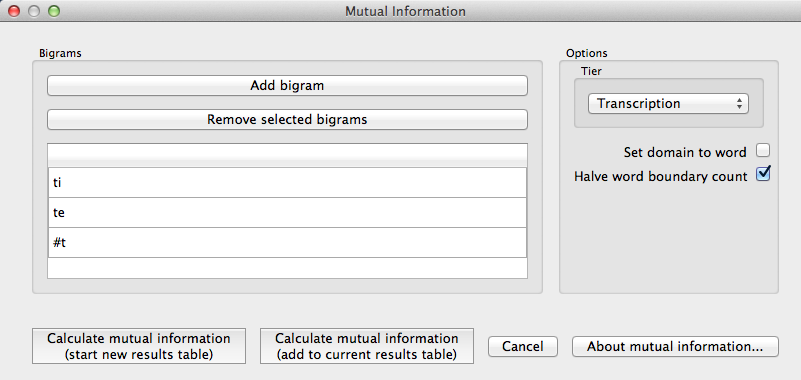 Mutual Information
Bigrams
Add bigram
Remove selected bigrams
ti
te
#t
Options
Tier
Transcription
Set domain to word
Halve word boundary count
Calculate mutual information
(start new results table)
Calculate mutual information
(add to current results table)
Cancel
About mutual information...